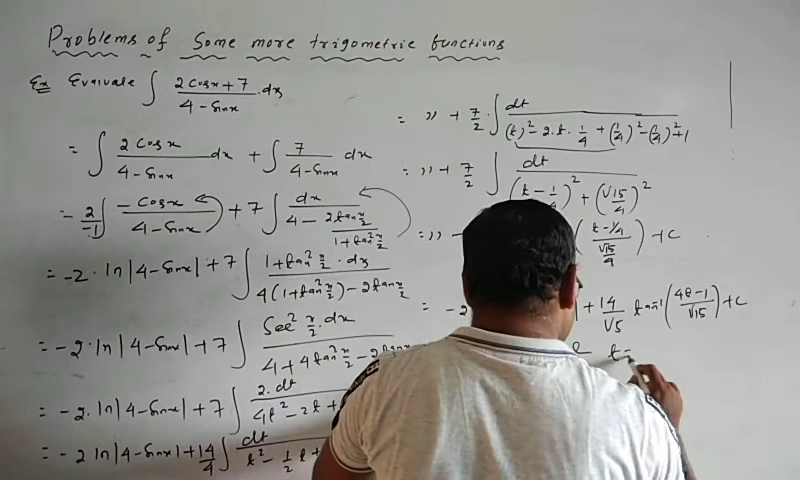 Problems of Some more trigometric functions
Ex Evaluate ∫ (2cosx + 7)/(4 - sinx) .dx
= ∫ 2cosx/(4 - sinx) dx + ∫ 7/(4 - sinx) dx
= 2/-1 ∫ -cosx/(4 - sinx) + 7 ∫ dx/(4 - (2tan x/2)/(1+tan² x/2))
= -2 · ln|4 - sinx| + 7 ∫ (1+tan² x/2 · dx)/(4(1+tan² x/2) - 2tan x/2)
= -2 · ln|4 - sinx| + 7 ∫ (Sec² x/2 . dx)/(4 + 4tan² x/2 - 2tan x/2
= -2. ln|4 - sinx| + 7 ∫ 2.dt/(4t² - 2t +
= -2 ln|4 - sinx| + 14/4 ∫ dt/(t² - 1/2 t +
= " + 7/2 · ∫ dt/((t)² - 2.t. 1/4 + (1/4)² - (1/4)² + 1
= " + 7/2 ∫ dt/((t - 1/4)² + (√15/4)²
= " (t - 1/4)/(√15/4) ) + c
= -2 + 14/√5 tan⁻¹ ((4t - 1)/√15) + c
t =